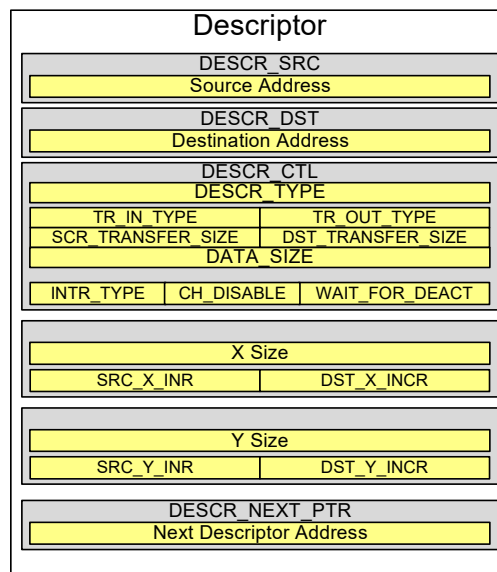 Descriptor
DESCR_SRC
Source Address
DESCR_DST
Destination Address
DESCR_CTL
DESCR_TYPE
TR_IN_TYPE TR_OUT_TYPE
SCR_TRANSFER_SIZE DST_TRANSFER_SIZE
DATA_SIZE
INTR_TYPE CH_DISABLE WAIT_FOR_DEACT
X Size
SRC_X_INR DST_X_INCR
Y Size
SRC_Y_INR DST_Y_INCR
DESCR_NEXT_PTR
Next Descriptor Address